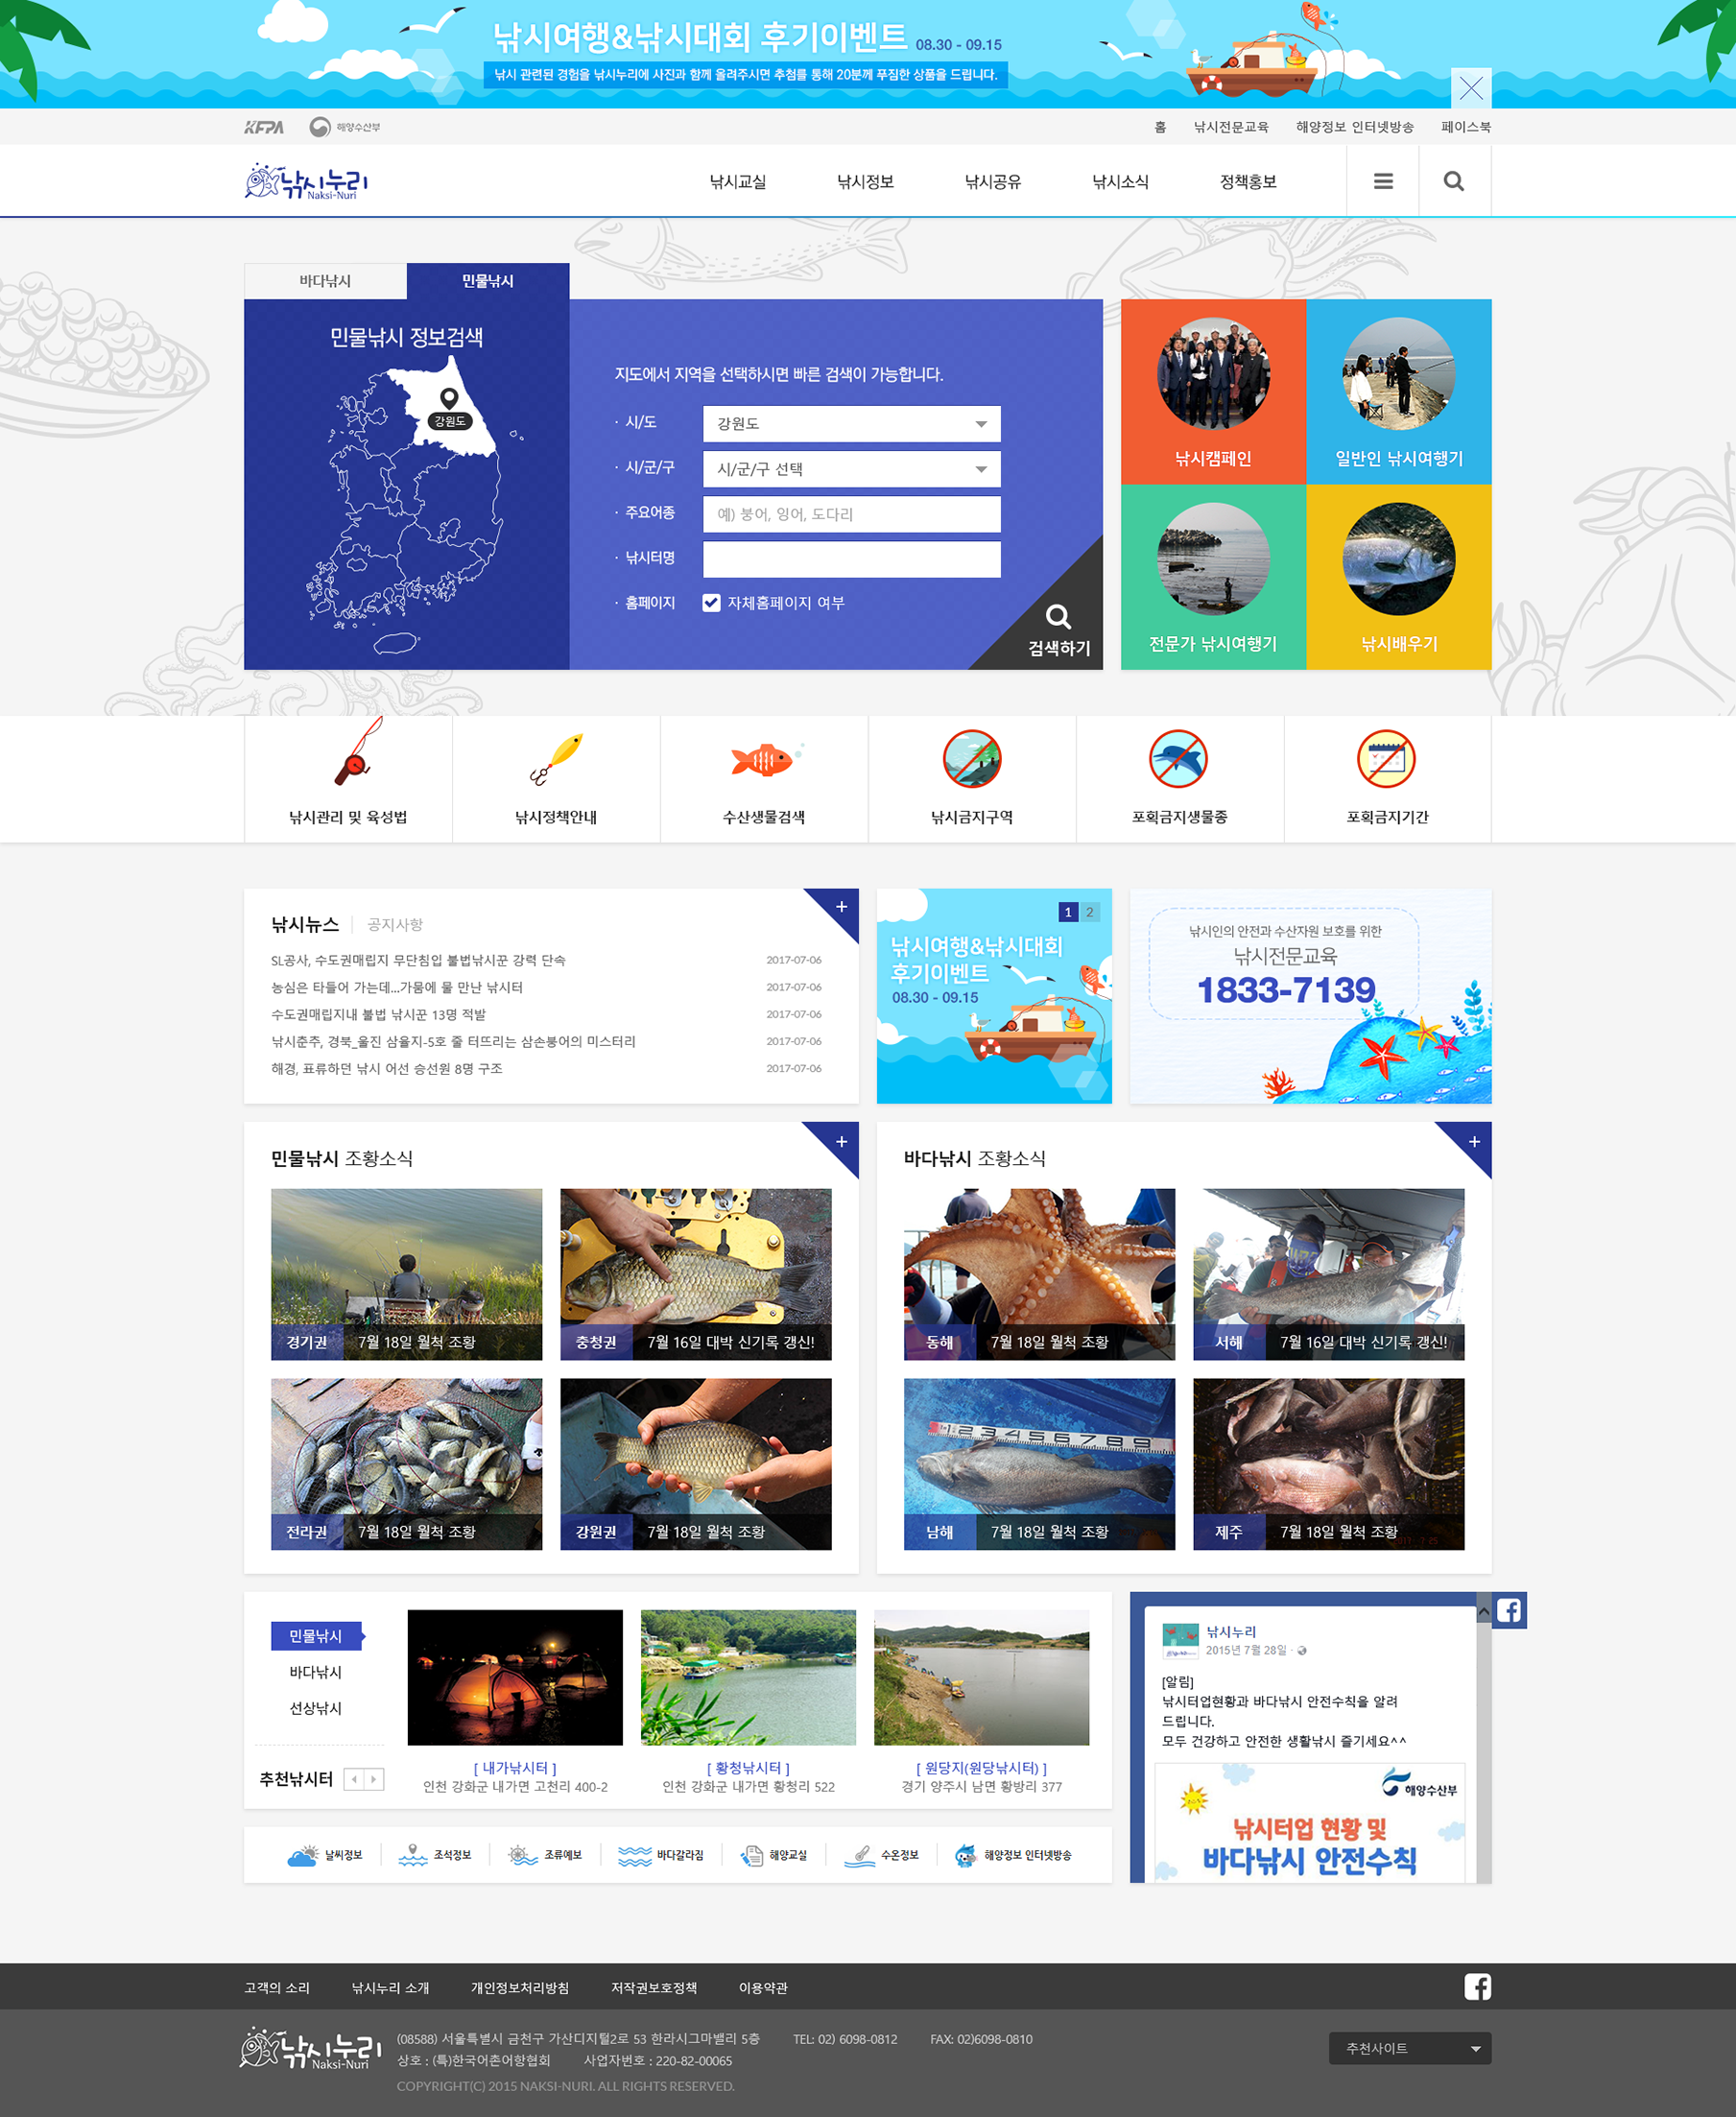 낚시여행&낚시대회 후기이벤트 08.30 - 09.15
낚시 관련된 경험을 낚시누리에 사진과 함께 올려주시면 추첨를 통해 20분께 푸짐한 상품을 드립니다.
KFPA 해양수산부
홈 낚시전문교육 해양정보 인터넷방송 페이스북
낚시누리
Naksi-Nuri
낚시교실 낚시정보 낚시공유 낚시소식 정책홍보
바다낚시 민물낚시
민물낚시 정보검색
강원도
지도에서 지역을 선택하시면 빠른 검색이 가능합니다.
· 시/도 강원도
· 시/군/구 시/군/구 선택
· 주요어종 예) 붕어, 잉어, 도다리
· 낚시터명
· 홈페이지 자체홈페이지 여부
검색하기
낚시캠페인 일반인 낚시여행기
전문가 낚시여행기 낚시배우기
낚시관리 및 육성법 낚시정책안내 수산생물검색 낚시금지구역 포획금지생물종 포획금지기간
낚시뉴스 공지사항
SL공사, 수도권매립지 무단침입 불법낚시꾼 강력 단속 2017-07-06
농심은 타들어 가는데...가뭄에 물 만난 낚시터 2017-07-06
수도권매립지내 불법 낚시꾼 13명 적발 2017-07-06
낚시춘추, 경북_울진 삼율지-5호 줄 터뜨리는 삼손붕어의 미스터리 2017-07-06
해경, 표류하던 낚시 어선 승선원 8명 구조 2017-07-06
1 2
낚시여행&낚시대회
후기이벤트
08.30 - 09.15
낚시인의 안전과 수산자원 보호를 위한
낚시전문교육
1833-7139
민물낚시 조황소식
경기권 7월 18일 월척 조황
충청권 7월 16일 대박 신기록 갱신!
전라권 7월 18일 월척 조황
강원권 7월 18일 월척 조황
바다낚시 조황소식
동해 7월 18일 월척 조황
서해 7월 16일 대박 신기록 갱신!
1 2 3 4 5 6 7 8 9
남해 7월 18일 월척 조황
제주 7월 18일 월척 조황
민물낚시
바다낚시
선상낚시
추천낚시터
[ 내가낚시터 ]
인천 강화군 내가면 고천리 400-2
[ 황청낚시터 ]
인천 강화군 내가면 황청리 522
[ 원당지(원당낚시터) ]
경기 양주시 남면 황방리 377
날씨정보 조석정보 조류예보 바다갈라짐 해양교실 수온정보 해양정보 인터넷방송
낚시누리
2015년 7월 28일 ·
[알림]
낚시터업현황과 바다낚시 안전수칙을 알려
드립니다.
모두 건강하고 안전한 생활낚시 즐기세요^^
해양수산부
낚시터업 현황 및
바다낚시 안전수칙
고객의 소리 낚시누리 소개 개인정보처리방침 저작권보호정책 이용약관
낚시누리
Naksi-Nuri
(08588) 서울특별시 금천구 가산디지털2로 53 한라시그마밸리 5층 TEL: 02) 6098-0812 FAX: 02)6098-0810
상호 : (특)한국어촌어항협회 사업자번호 : 220-82-00065
COPYRIGHT(C) 2015 NAKSI-NURI. ALL RIGHTS RESERVED.
추천사이트